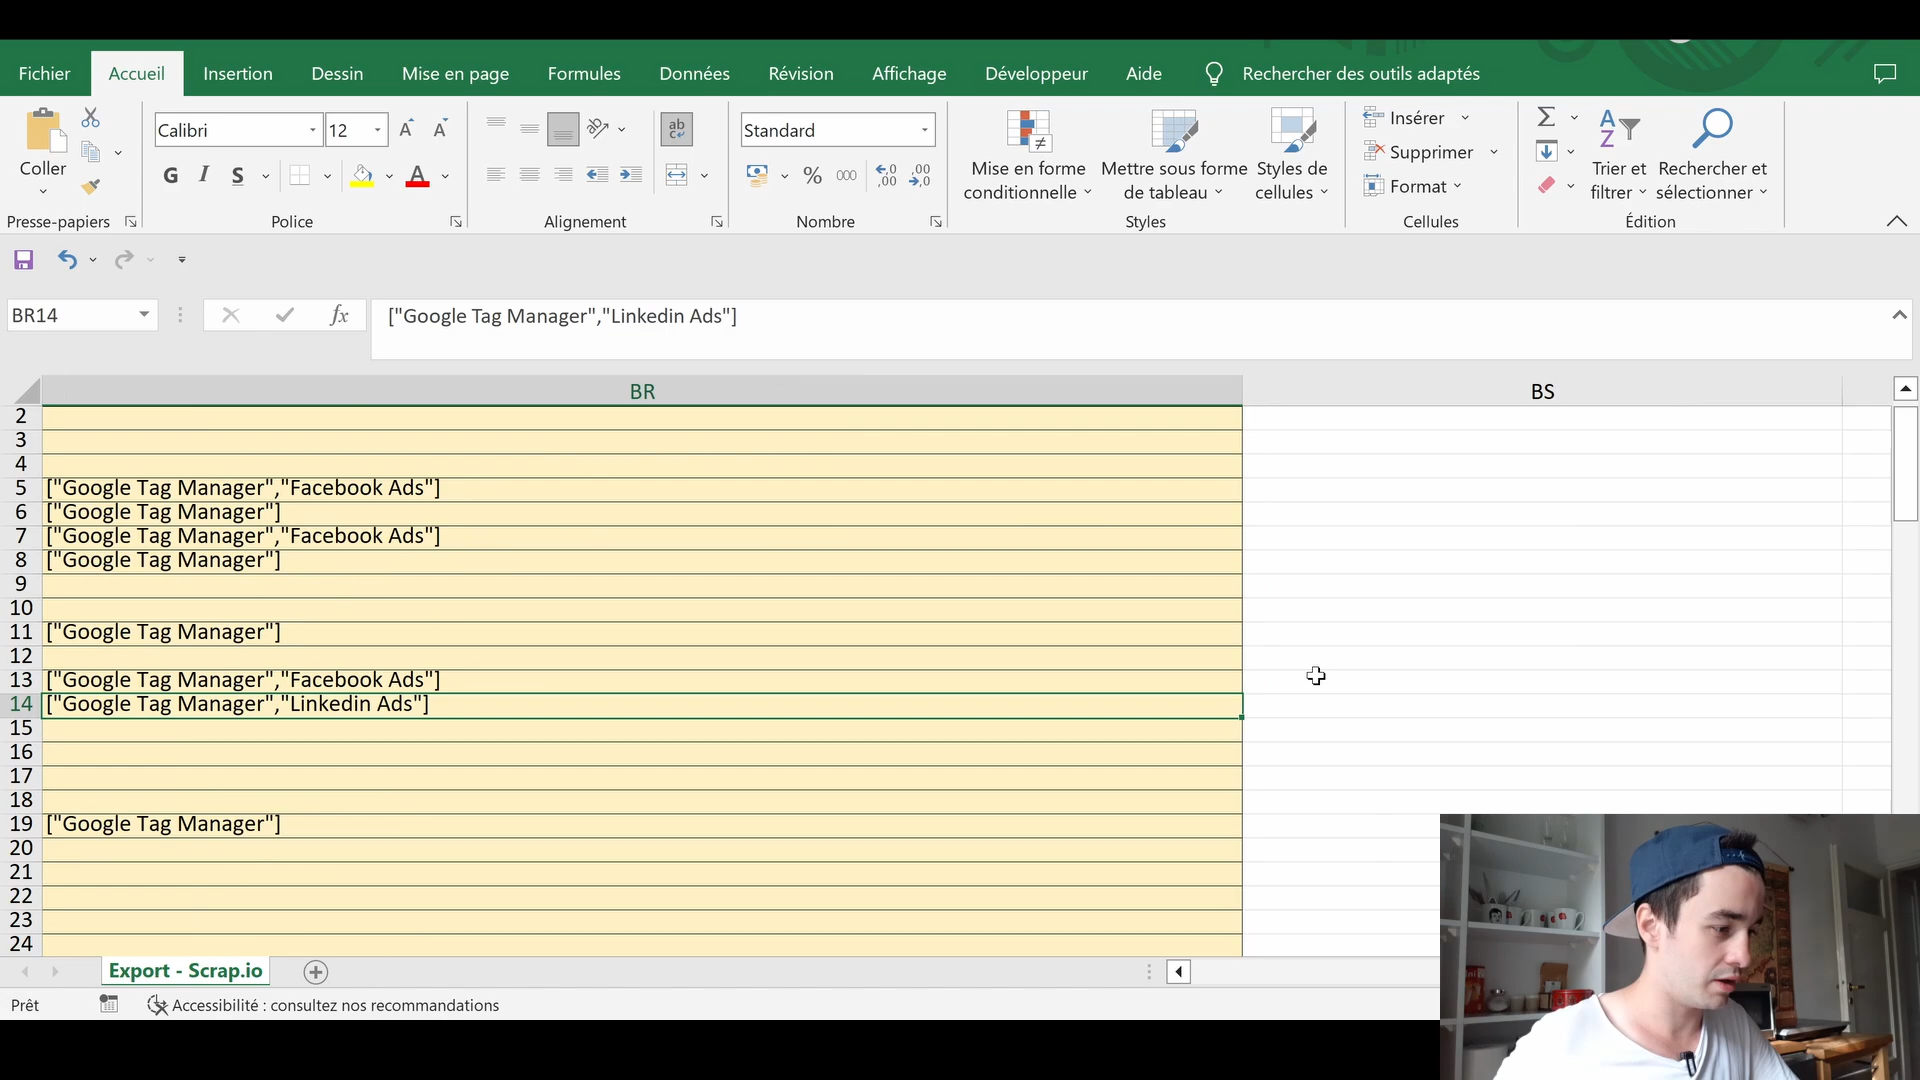 Fichier Accueil Insertion Dessin Mise en page Formules Données Révision Affichage Développeur Aide Rechercher des outils adaptés
Coller
Presse-papiers
Calibri 12
G I S
Police
ab
Alignement
Standard
% 000 ,00 ,00
Nombre
Mise en forme conditionnelle
Mettre sous forme de tableau
Styles de cellules
Styles
Insérer
Supprimer
Format
Cellules
Trier et filtrer
Rechercher et sélectionner
Édition
BR14 fx ["Google Tag Manager","Linkedin Ads"]
BR BS
2
3
4
5 ["Google Tag Manager","Facebook Ads"]
6 ["Google Tag Manager"]
7 ["Google Tag Manager","Facebook Ads"]
8 ["Google Tag Manager"]
9
10
11 ["Google Tag Manager"]
12
13 ["Google Tag Manager","Facebook Ads"]
14 ["Google Tag Manager","Linkedin Ads"]
15
16
17
18
19 ["Google Tag Manager"]
20
21
22
23
24
Export - Scrap.io
Prêt Accessibilité : consultez nos recommandations